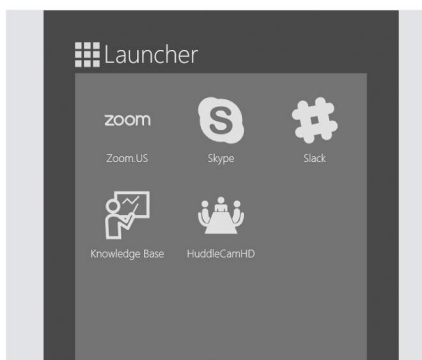 Launcher
zoom
Zoom.US
Skype
Slack
Knowledge Base
HuddleCamHD